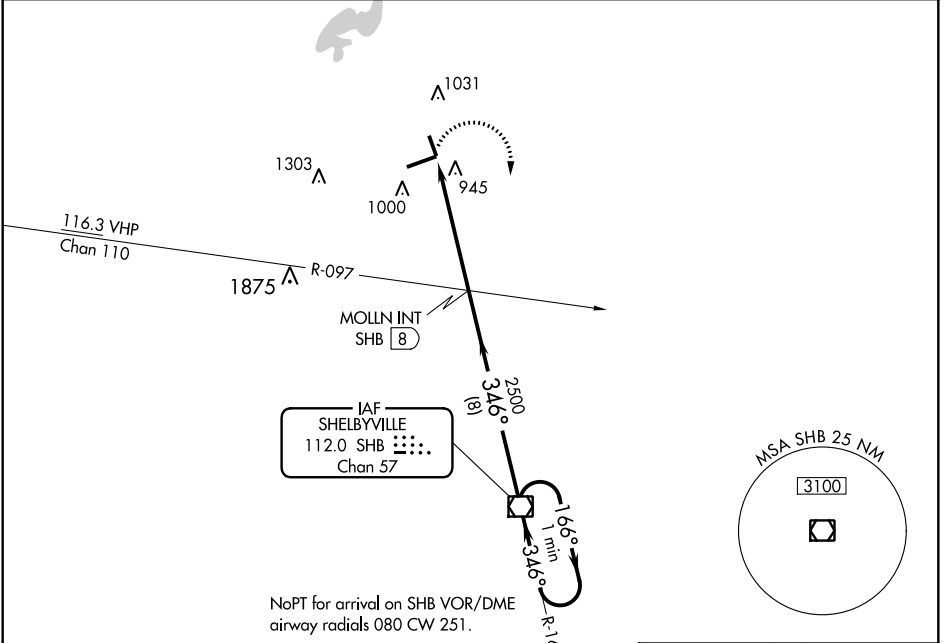 1031
1303
945
1000
116.3 VHP
Chan 110
R-097
1875
MOLLN INT
SHB 8
2500
346°
(8)
IAF
SHELBYVILLE
112.0 SHB
Chan 57
MSA SHB 25 NM
3100
166°
1 min
346°
NoPT for arrival on SHB VOR/DME
airway radials 080 CW 251.